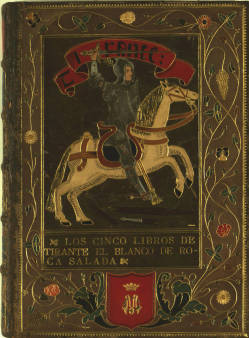 LOS CINCO LIBROS DE
TIRANTE EL BLANCO DE RO-
CA SALADA